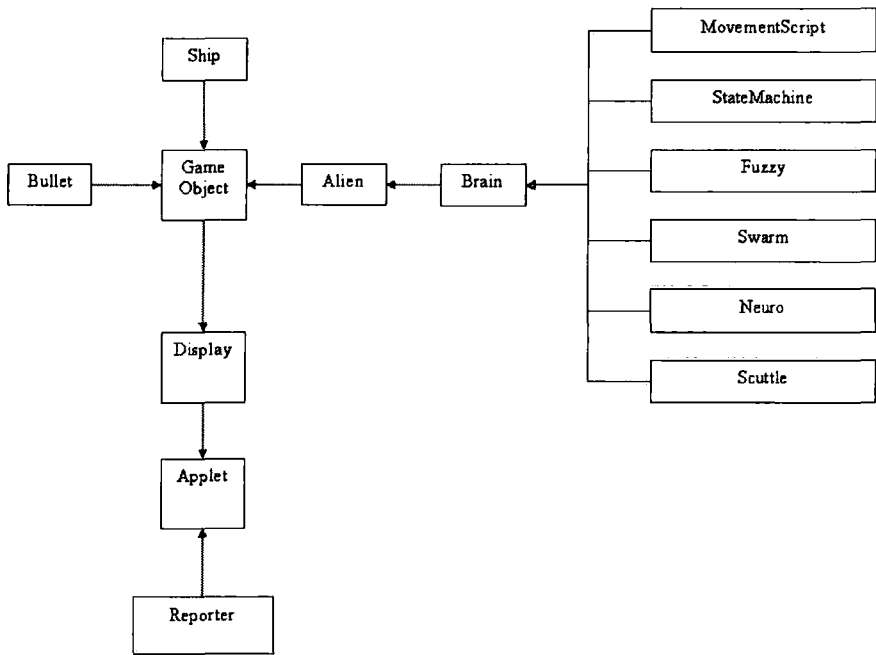 MovementScript
Ship
StateMachine
Game
Object
Bullet
Alien
Brain
Fuzzy
Swarm
Neuro
Display
Scuttle
Applet
Reporter